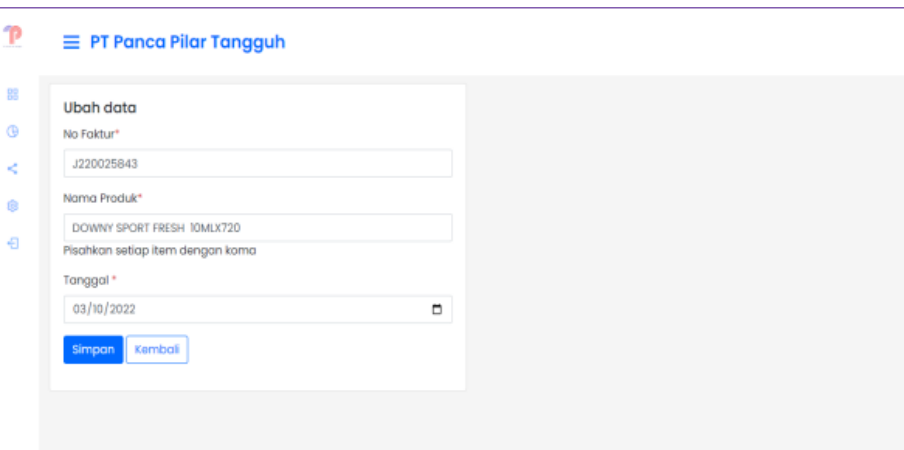 PT Panca Pilar Tangguh
Ubah data
No Faktur*
J220025843
Nama Produk*
DOWNY SPORT FRESH 10MLX720
Pisahkan setiap item dengan koma
Tanggal *
03/10/2022
Simpan
Kembali